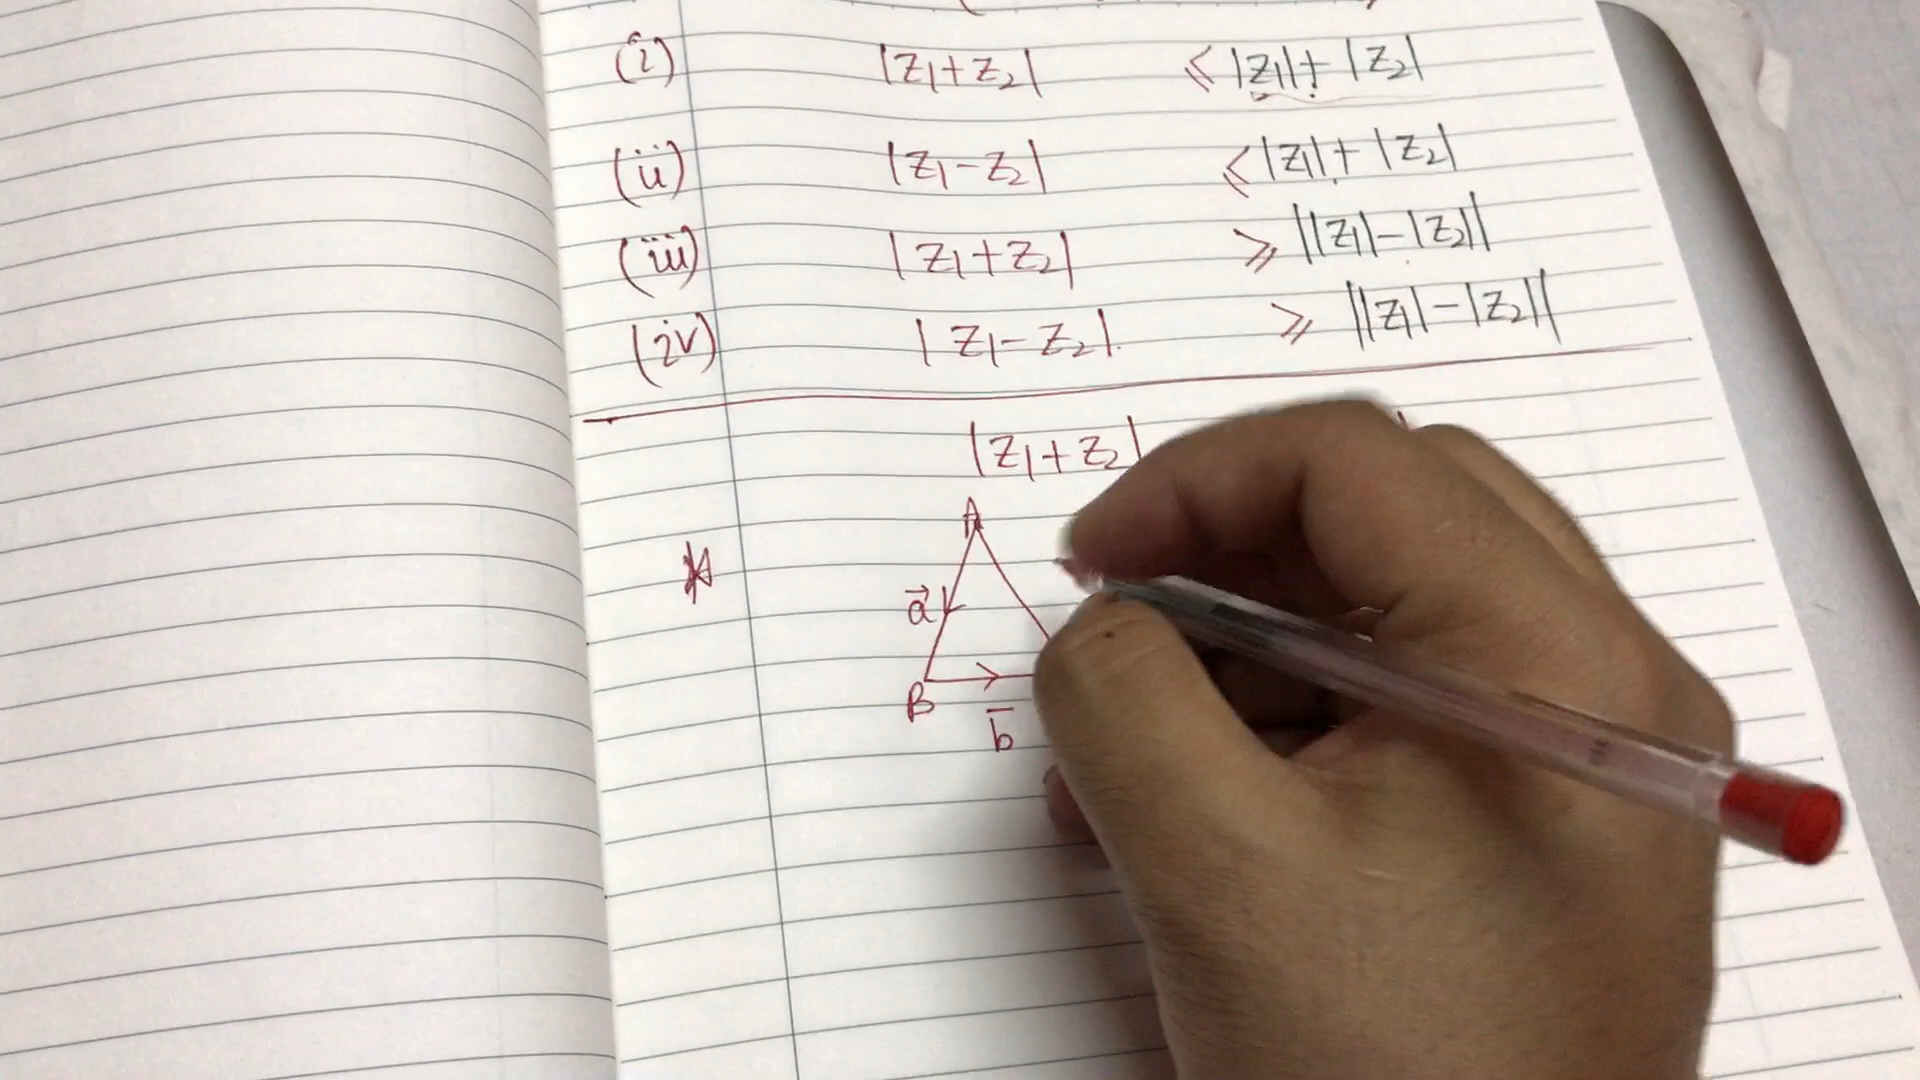 (i) |z₁+z₂| ⩽ |z₁|+|z₂|
(ii) |z₁-z₂| ⩽ |z₁|+|z₂|
(iii) |z₁+z₂| ⩾ ||z₁|-|z₂||
(iv) |z₁-z₂|. ⩾ ||z₁|-|z₂||
|z₁+z₂|
A
a⃗
B
b̅